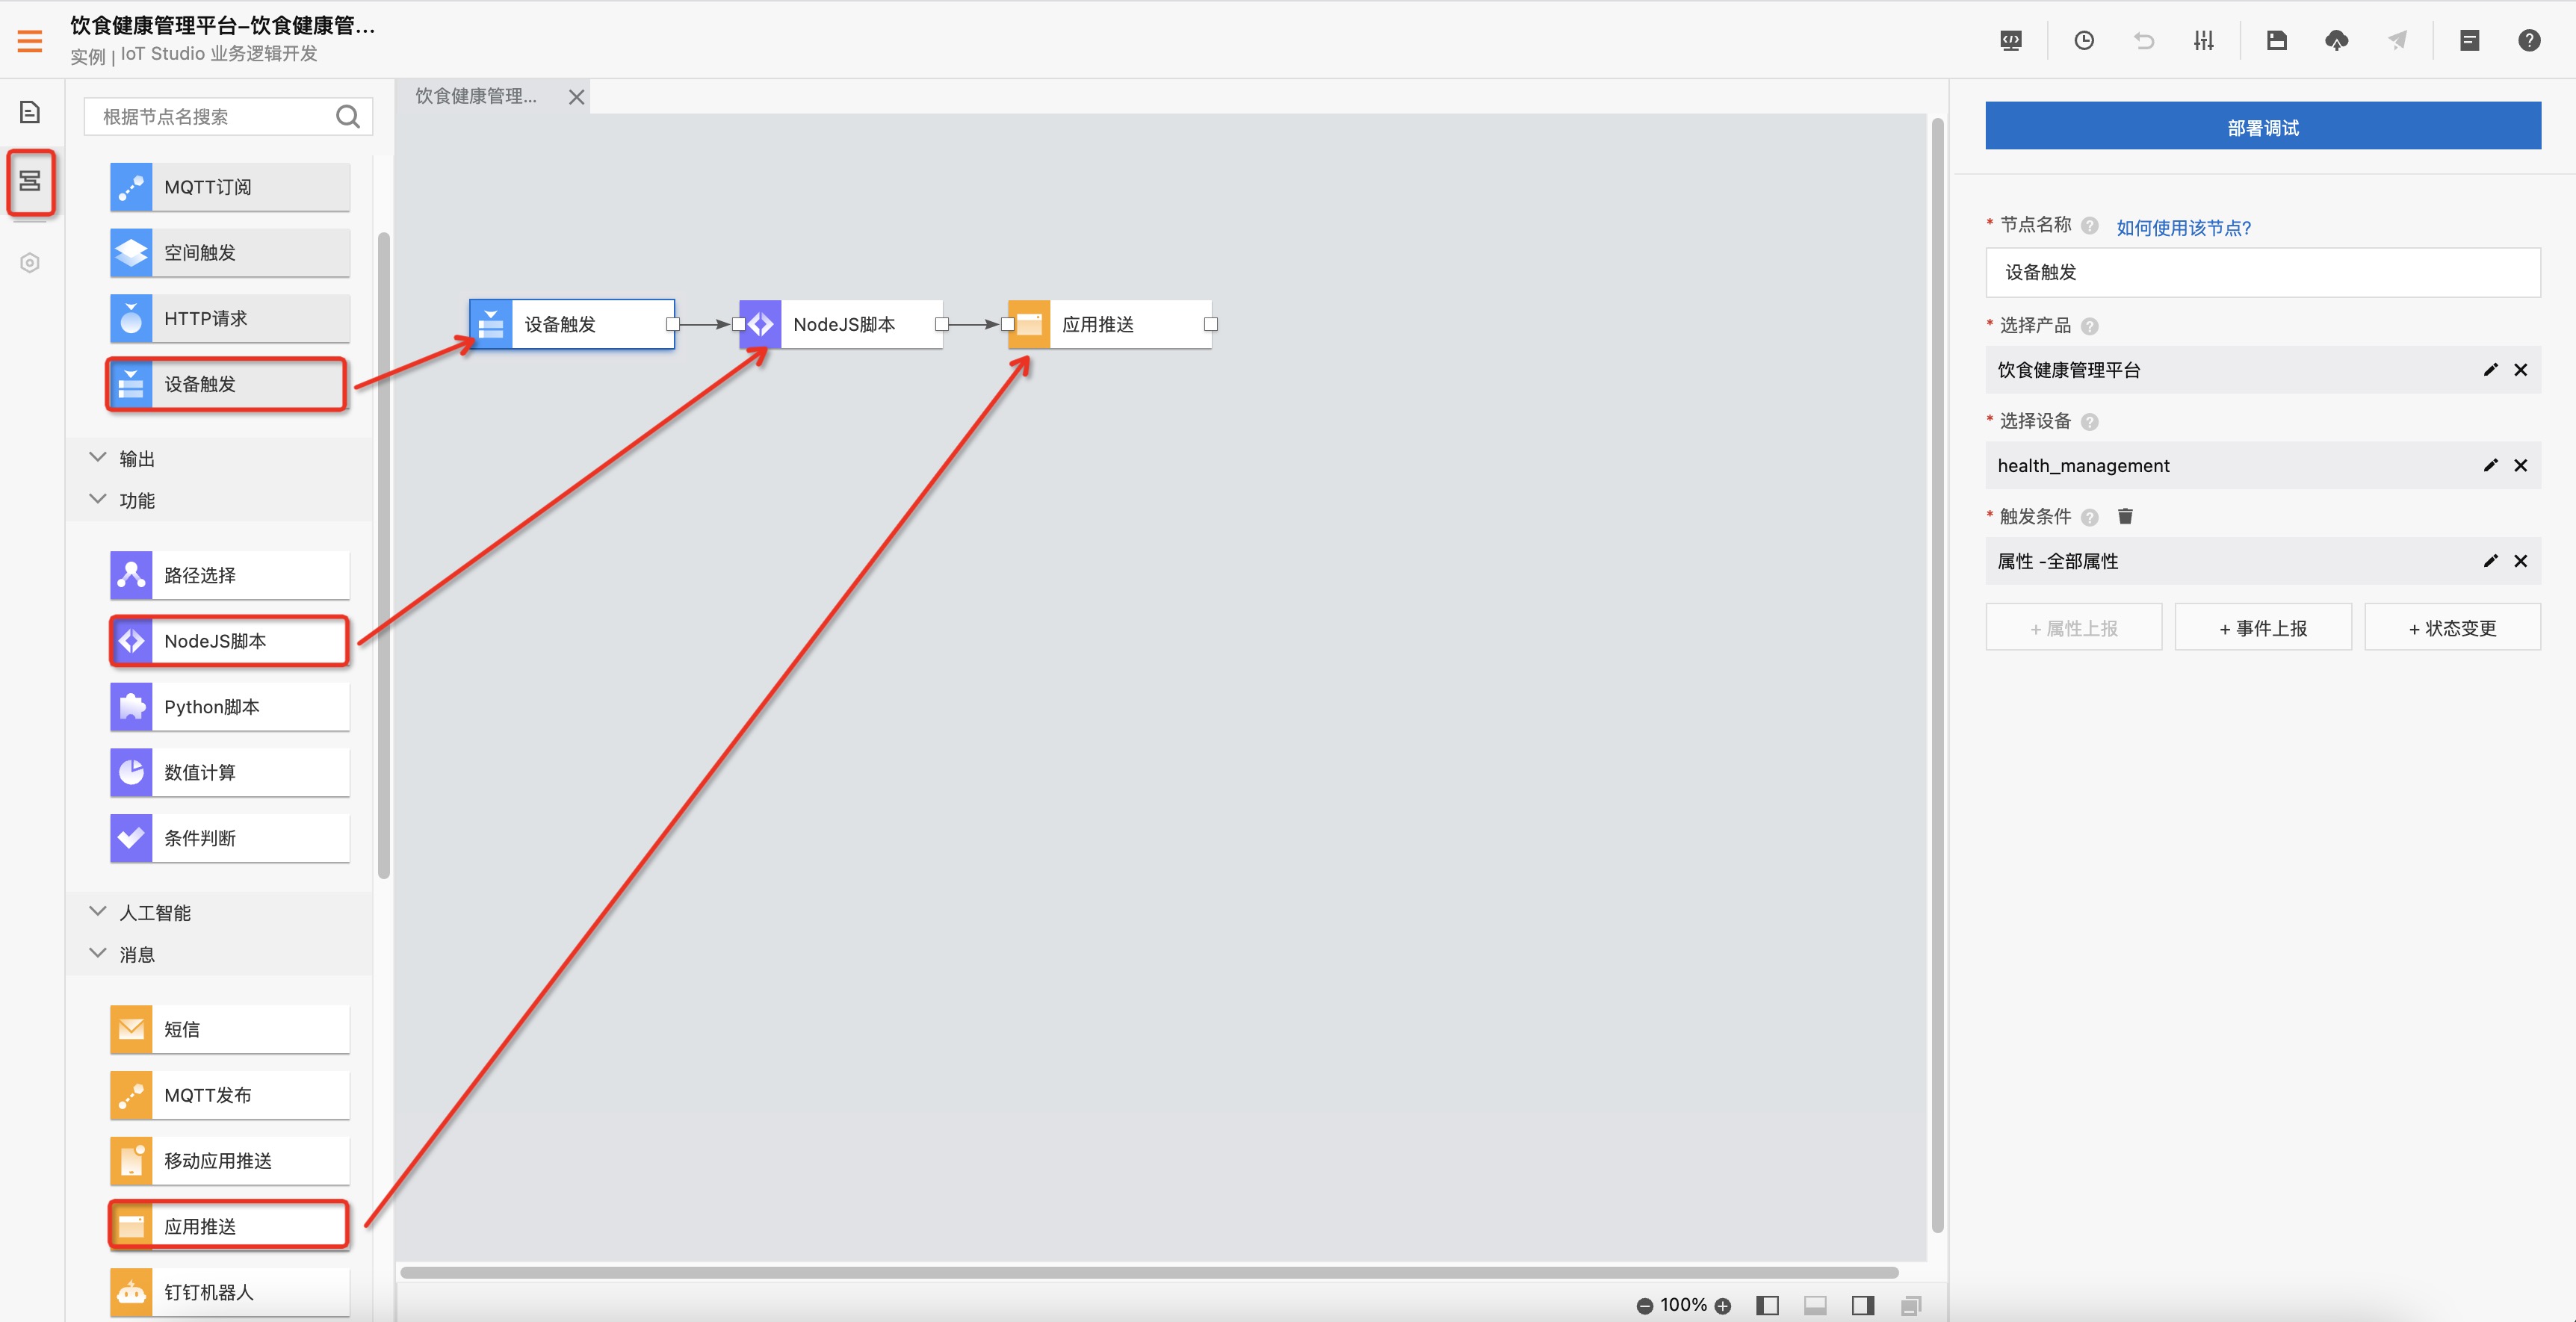 饮食健康管理平台–饮食健康管...
实例 | IoT Studio 业务逻辑开发
根据节点名搜索
MQTT订阅
空间触发
HTTP请求
设备触发
输出
功能
路径选择
NodeJS脚本
Python脚本
数值计算
条件判断
人工智能
消息
短信
MQTT发布
移动应用推送
应用推送
钉钉机器人
饮食健康管理...
设备触发
NodeJS脚本
应用推送
100%
部署调试
* 节点名称 ? 如何使用该节点?
设备触发
* 选择产品 ?
饮食健康管理平台
* 选择设备 ?
health_management
* 触发条件 ?
属性 -全部属性
+ 属性上报
+ 事件上报
+ 状态变更